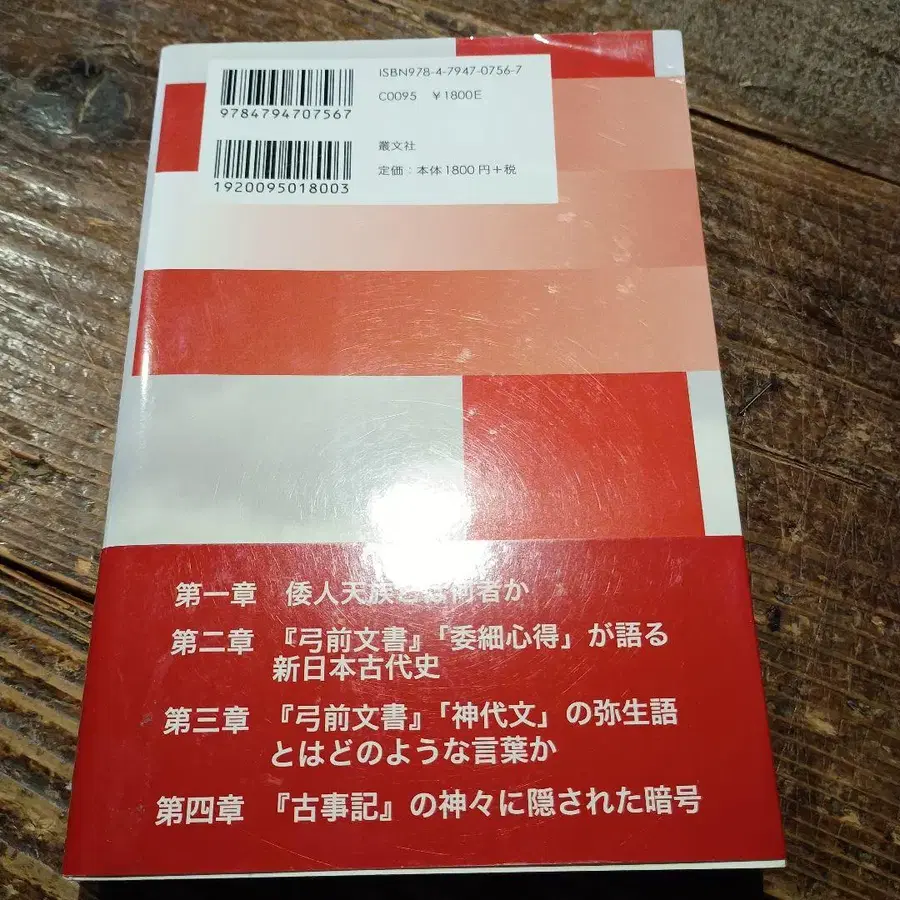 ISBN978-4-7947-0756-7
C0095 ¥1800E
9784794707567
叢文社
定価：本体1800円＋税
1920095018003
第一章 倭人天族とは何者か
第二章 『弓前文書』「委細心得」が語る
新日本古代史
第三章 『弓前文書』「神代文」の弥生語
とはどのような言葉か
第四章 『古事記』の神々に隠された暗号